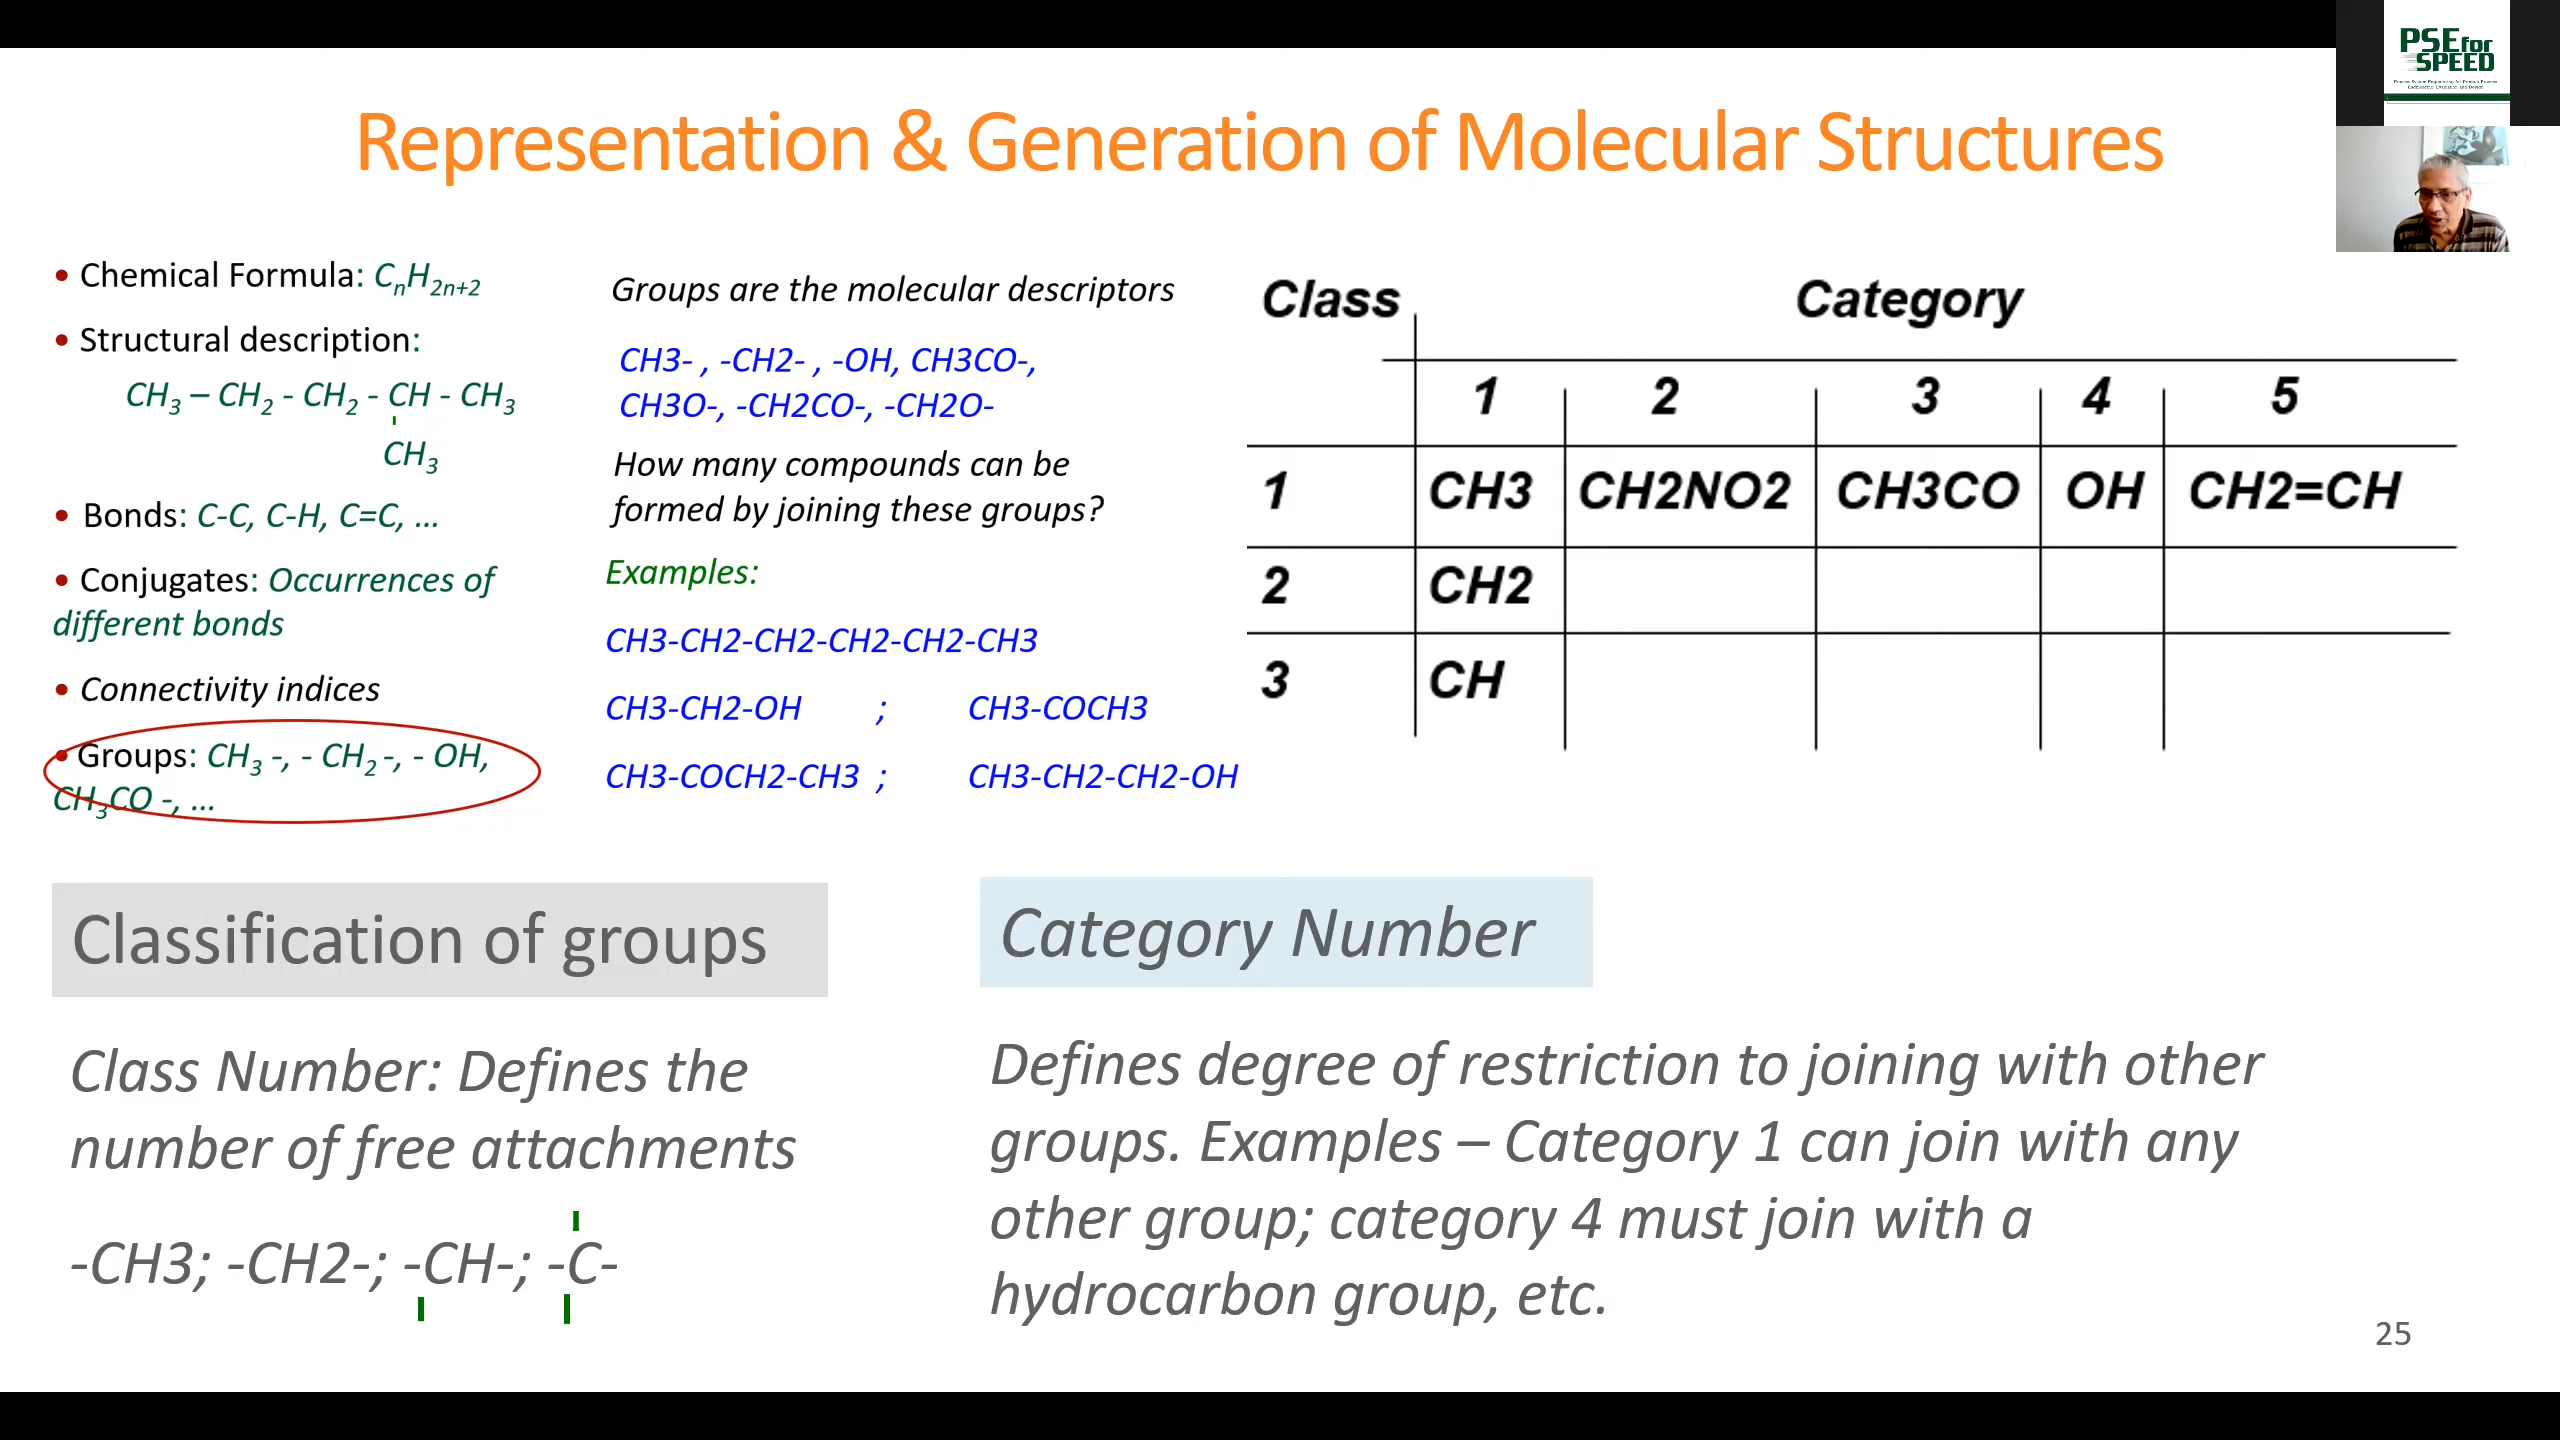 PSE for
SPEED
Representation & Generation of Molecular Structures
• Chemical Formula: CnH2n+2
• Structural description:
CH3 – CH2 - CH2 - CH - CH3
CH3
• Bonds: C-C, C-H, C=C, ...
• Conjugates: Occurrences of
different bonds
• Connectivity indices
• Groups: CH3 -, - CH2 -, - OH,
CH3CO -, ...
Groups are the molecular descriptors
CH3- , -CH2- , -OH, CH3CO-,
CH3O-, -CH2CO-, -CH2O-
How many compounds can be
formed by joining these groups?
Examples:
CH3-CH2-CH2-CH2-CH2-CH3
CH3-CH2-OH ; CH3-COCH3
CH3-COCH2-CH3 ; CH3-CH2-CH2-OH
Class Category
1 2 3 4 5
1 CH3 CH2NO2 CH3CO OH CH2=CH
2 CH2
3 CH
Classification of groups
Class Number: Defines the
number of free attachments
-CH3; -CH2-; -CH-; -C-
Category Number
Defines degree of restriction to joining with other
groups. Examples – Category 1 can join with any
other group; category 4 must join with a
hydrocarbon group, etc.
25